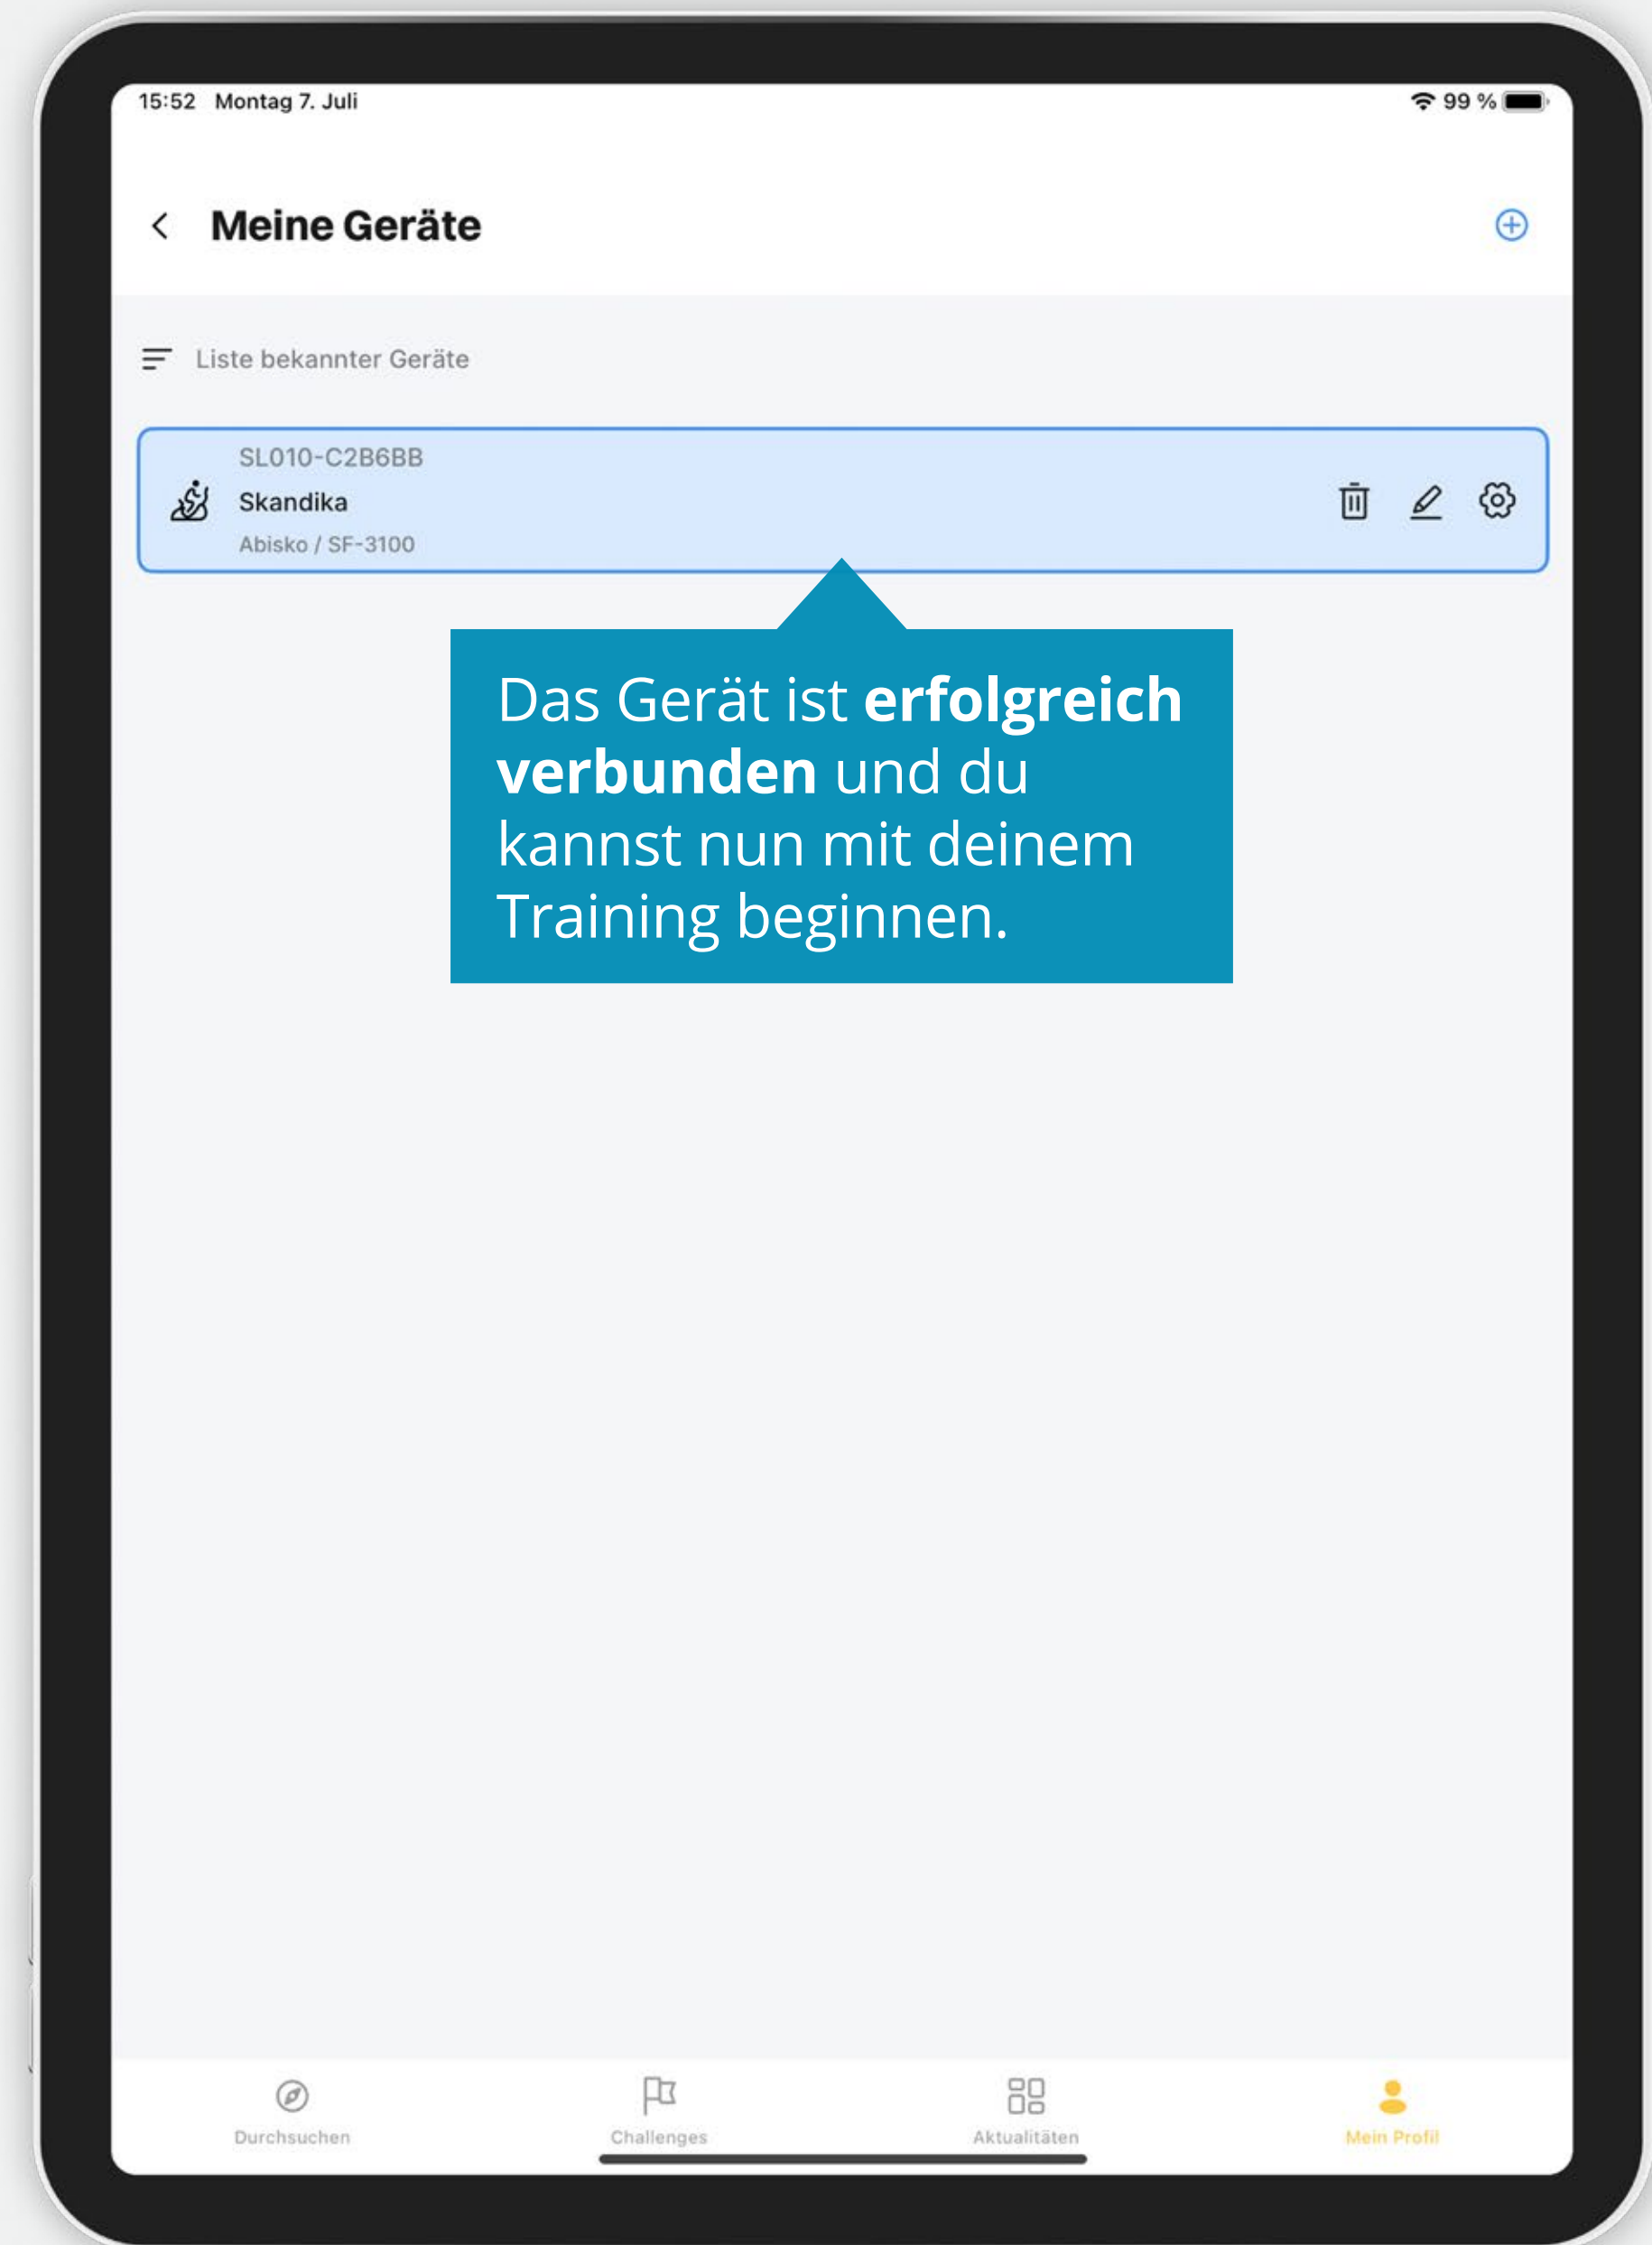 15:52 Montag 7. Juli
99 %
Meine Geräte
Liste bekannter Geräte
SL010-C2B6BB
Skandika
Abisko / SF-3100
Das Gerät ist erfolgreich
verbunden und du
kannst nun mit deinem
Training beginnen.
Durchsuchen
Challenges
Aktualitäten
Mein Profil